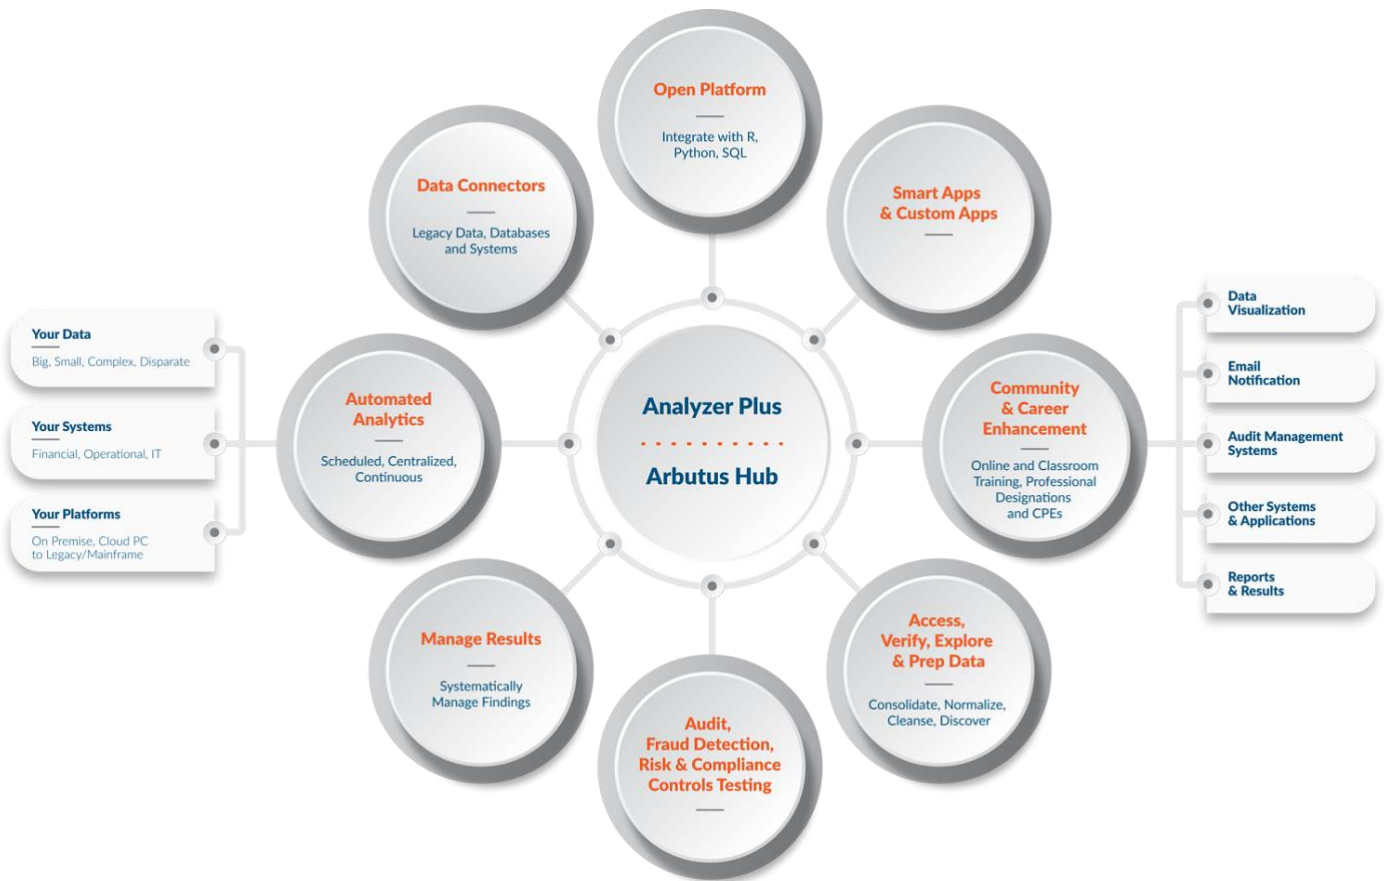 Open Platform
Integrate with R,
Python, SQL
Data Connectors
Legacy Data, Databases
and Systems
Smart Apps
& Custom Apps
Your Data
Big, Small, Complex, Disparate
Your Systems
Financial, Operational, IT
Your Platforms
On Premise, Cloud PC
to Legacy/Mainframe
Automated
Analytics
Scheduled, Centralized,
Continuous
Analyzer Plus
Arbutus Hub
Community
& Career
Enhancement
Online and Classroom
Training, Professional
Designations
and CPEs
Data
Visualization
Email
Notification
Audit Management
Systems
Other Systems
& Applications
Reports
& Results
Manage Results
Systematically
Manage Findings
Audit,
Fraud Detection,
Risk & Compliance
Controls Testing
Access,
Verify, Explore
& Prep Data
Consolidate, Normalize,
Cleanse, Discover